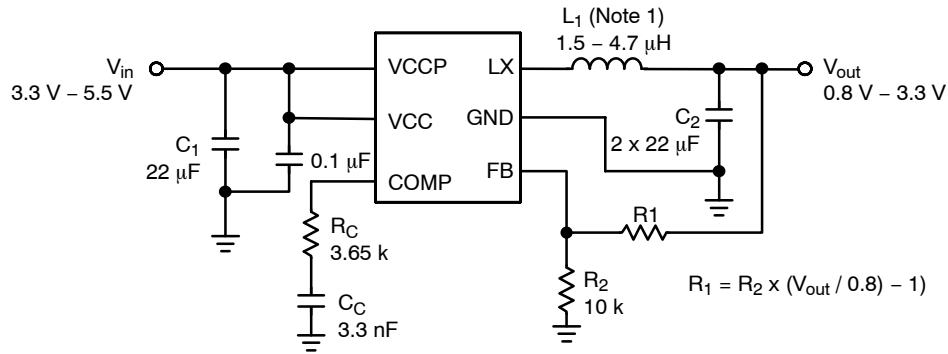 L1 (Note 1)
1.5 – 4.7 μH
Vin
3.3 V – 5.5 V
VCCP
LX
Vout
0.8 V – 3.3 V
VCC
GND
C1
22 μF
0.1 μF
C2
2 x 22 μF
COMP
FB
RC
3.65 k
R1
CC
3.3 nF
R2
10 k
R1 = R2 x (Vout / 0.8) – 1)